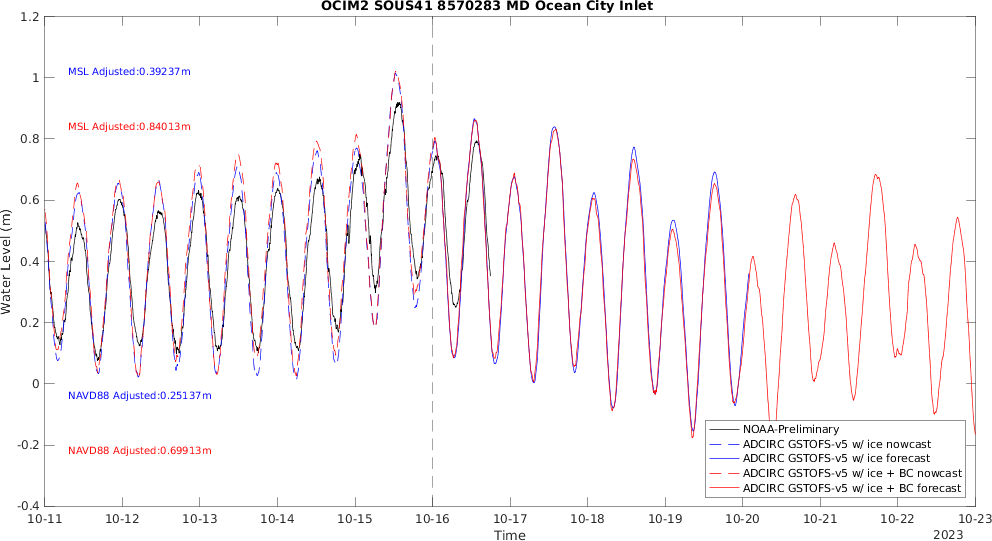 OCIM2 SOUS41 8570283 MD Ocean City Inlet
1.2
1
0.8
0.6
0.4
0.2
0
-0.2
-0.4
Water Level (m)
MSL Adjusted:0.39237m
MSL Adjusted:0.84013m
NAVD88 Adjusted:0.25137m
NAVD88 Adjusted:0.69913m
NOAA-Preliminary
ADCIRC GSTOFS-v5 w/ ice nowcast
ADCIRC GSTOFS-v5 w/ ice forecast
ADCIRC GSTOFS-v5 w/ ice + BC nowcast
ADCIRC GSTOFS-v5 w/ ice + BC forecast
10-11 10-12 10-13 10-14 10-15 10-16 10-17 10-18 10-19 10-20 10-21 10-22 10-23
Time
2023